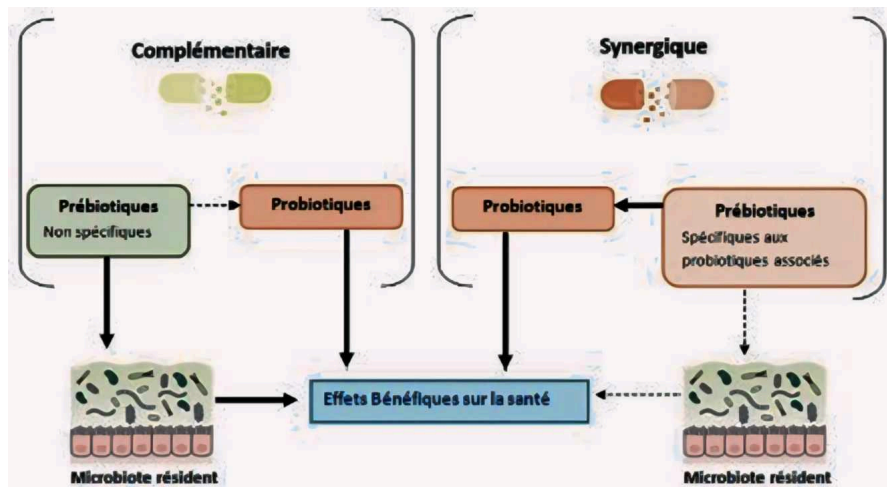 Complémentaire
Synergique
Prébiotiques
Non spécifiques
Probiotiques
Probiotiques
Prébiotiques
Spécifiques aux
probiotiques associés
Effets Bénéfiques sur la santé
Microbiote résident
Microbiote résident